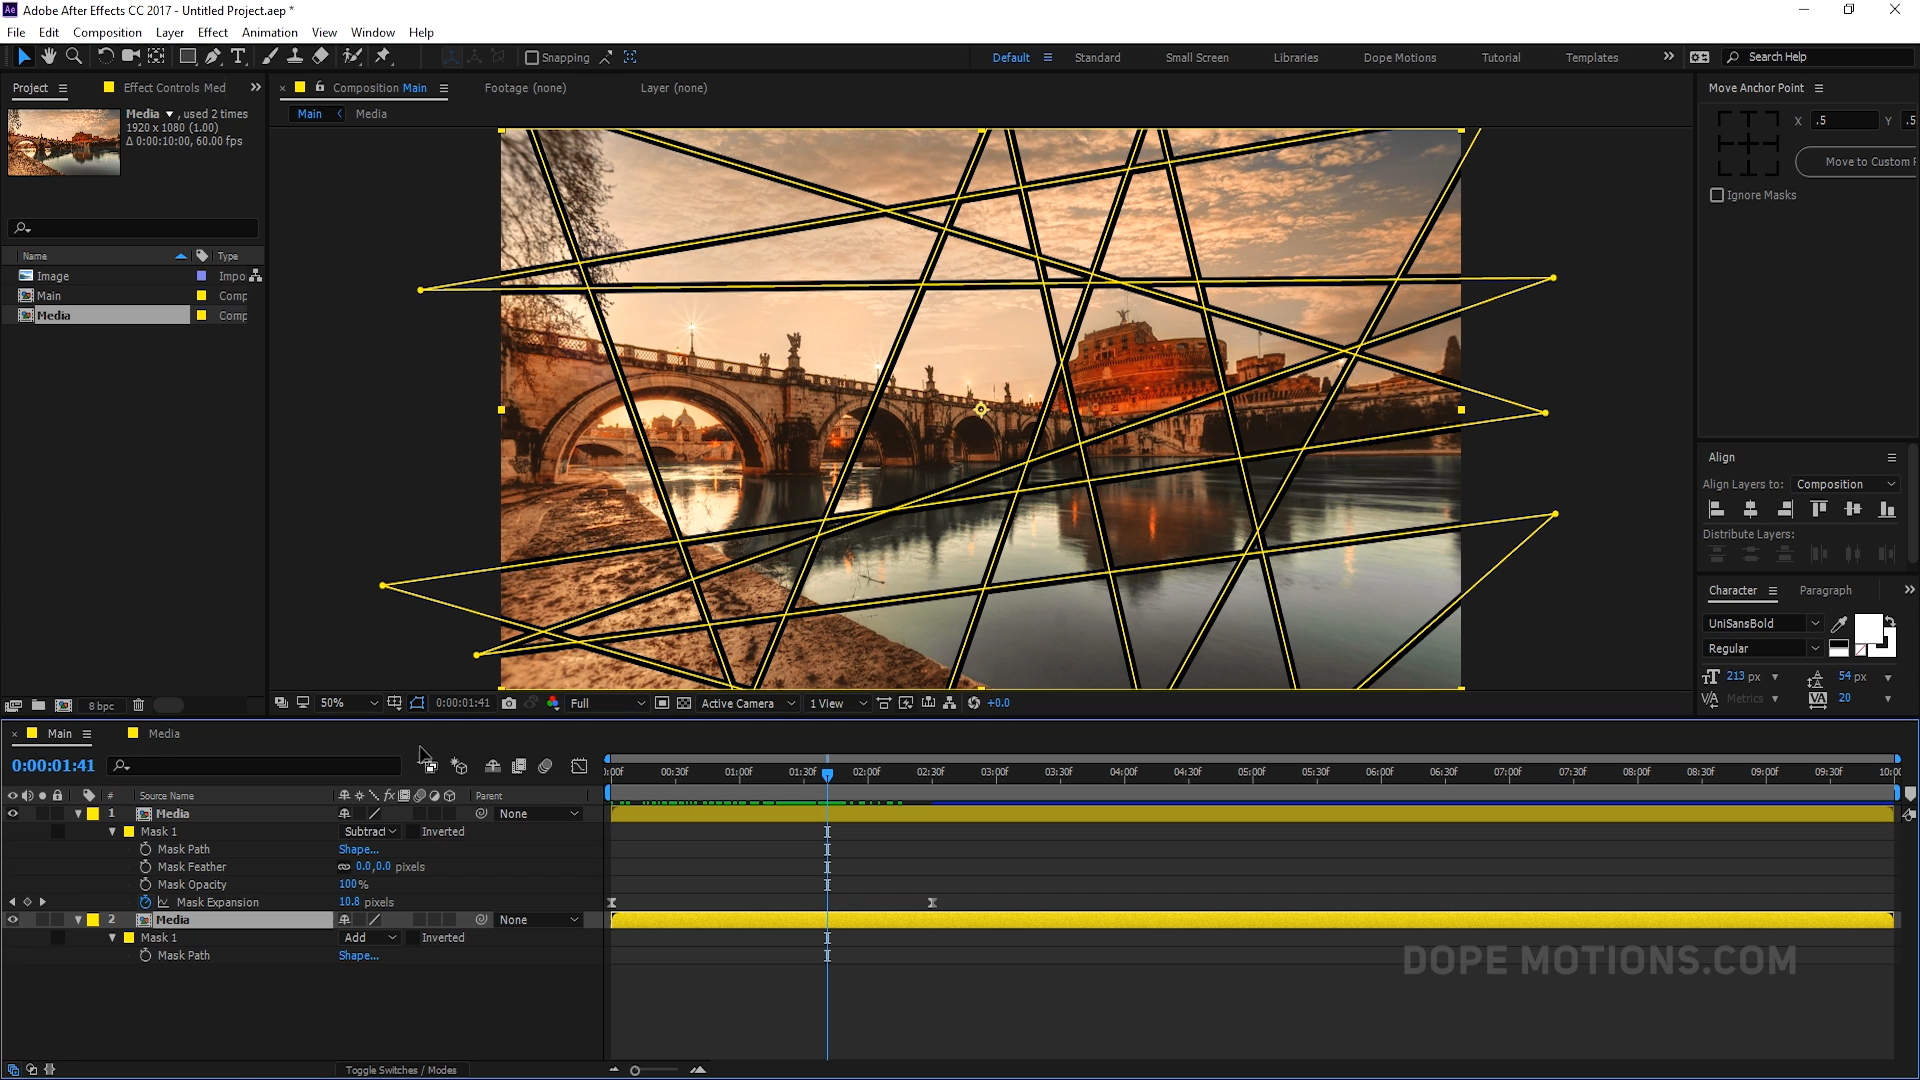 Adobe After Effects CC 2017 - Untitled Project.aep *
File Edit Composition Layer Effect Animation View Window Help
Snapping
Default Standard Small Screen Libraries Dope Motions Tutorial Templates
Search Help
Project Effect Controls Med
Composition Main Footage (none) Layer (none)
Main Media
Media , used 2 times
1920 x 1080 (1.00)
Δ 0:00:10:00, 60.00 fps
Name Type
Image Impo
Main Comp
Media Comp
8 bpc
50% 0:00:01:41 Full Active Camera 1 View +0.0
Move Anchor Point
X .5 Y .5
Move to Custom
Ignore Masks
Align
Align Layers to: Composition
Distribute Layers:
Character Paragraph
UniSansBold
Regular
213 px 54 px
Metrics 20
Main Media
0:00:01:41
:00f 00:30f 01:00f 01:30f 02:00f 02:30f 03:00f 03:30f 04:00f 04:30f 05:00f 05:30f 06:00f 06:30f 07:00f 07:30f 08:00f 08:30f 09:00f 09:30f 10:0
# Source Name fx Parent
1 Media None
Mask 1 Subtract Inverted
Mask Path Shape...
Mask Feather 0.0,0.0 pixels
Mask Opacity 100%
Mask Expansion 10.8 pixels
2 Media None
Mask 1 Add Inverted
Mask Path Shape...
DOPE MOTIONS.COM
Toggle Switches / Modes